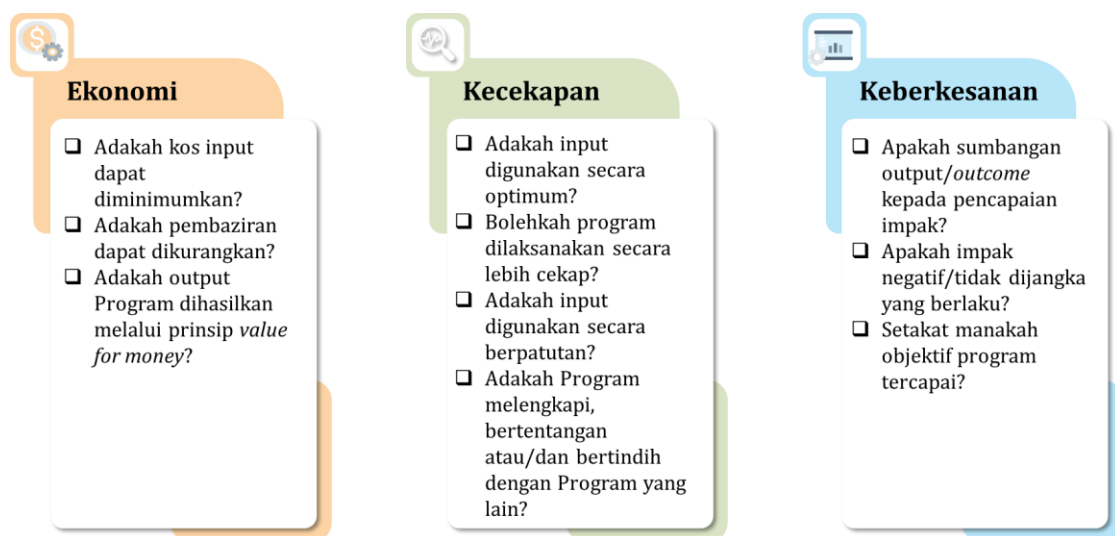 Ekonomi
❑ Adakah kos input
dapat
diminimumkan?
❑ Adakah pembaziran
dapat dikurangkan?
❑ Adakah output
Program dihasilkan
melalui prinsip value
for money?
Kecekapan
❑ Adakah input
digunakan secara
optimum?
❑ Bolehkah program
dilaksanakan secara
lebih cekap?
❑ Adakah input
digunakan secara
berpatutan?
❑ Adakah Program
melengkapi,
bertentangan
atau/dan bertindih
dengan Program yang
lain?
Keberkesanan
❑ Apakah sumbangan
output/outcome
kepada pencapaian
impak?
❑ Apakah impak
negatif/tidak dijangka
yang berlaku?
❑ Setakat manakah
objektif program
tercapai?